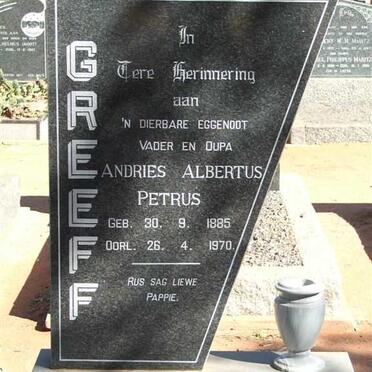 GREEFF
In
Tere Herinnering
aan
'N DIERBARE EGGENOOT
VADER EN OUPA
ANDRIES ALBERTUS
PETRUS
GEB. 30. 9. 1885
OORL. 26. 4. 1970.
RUS SAG LIEWE
PAPPIE.